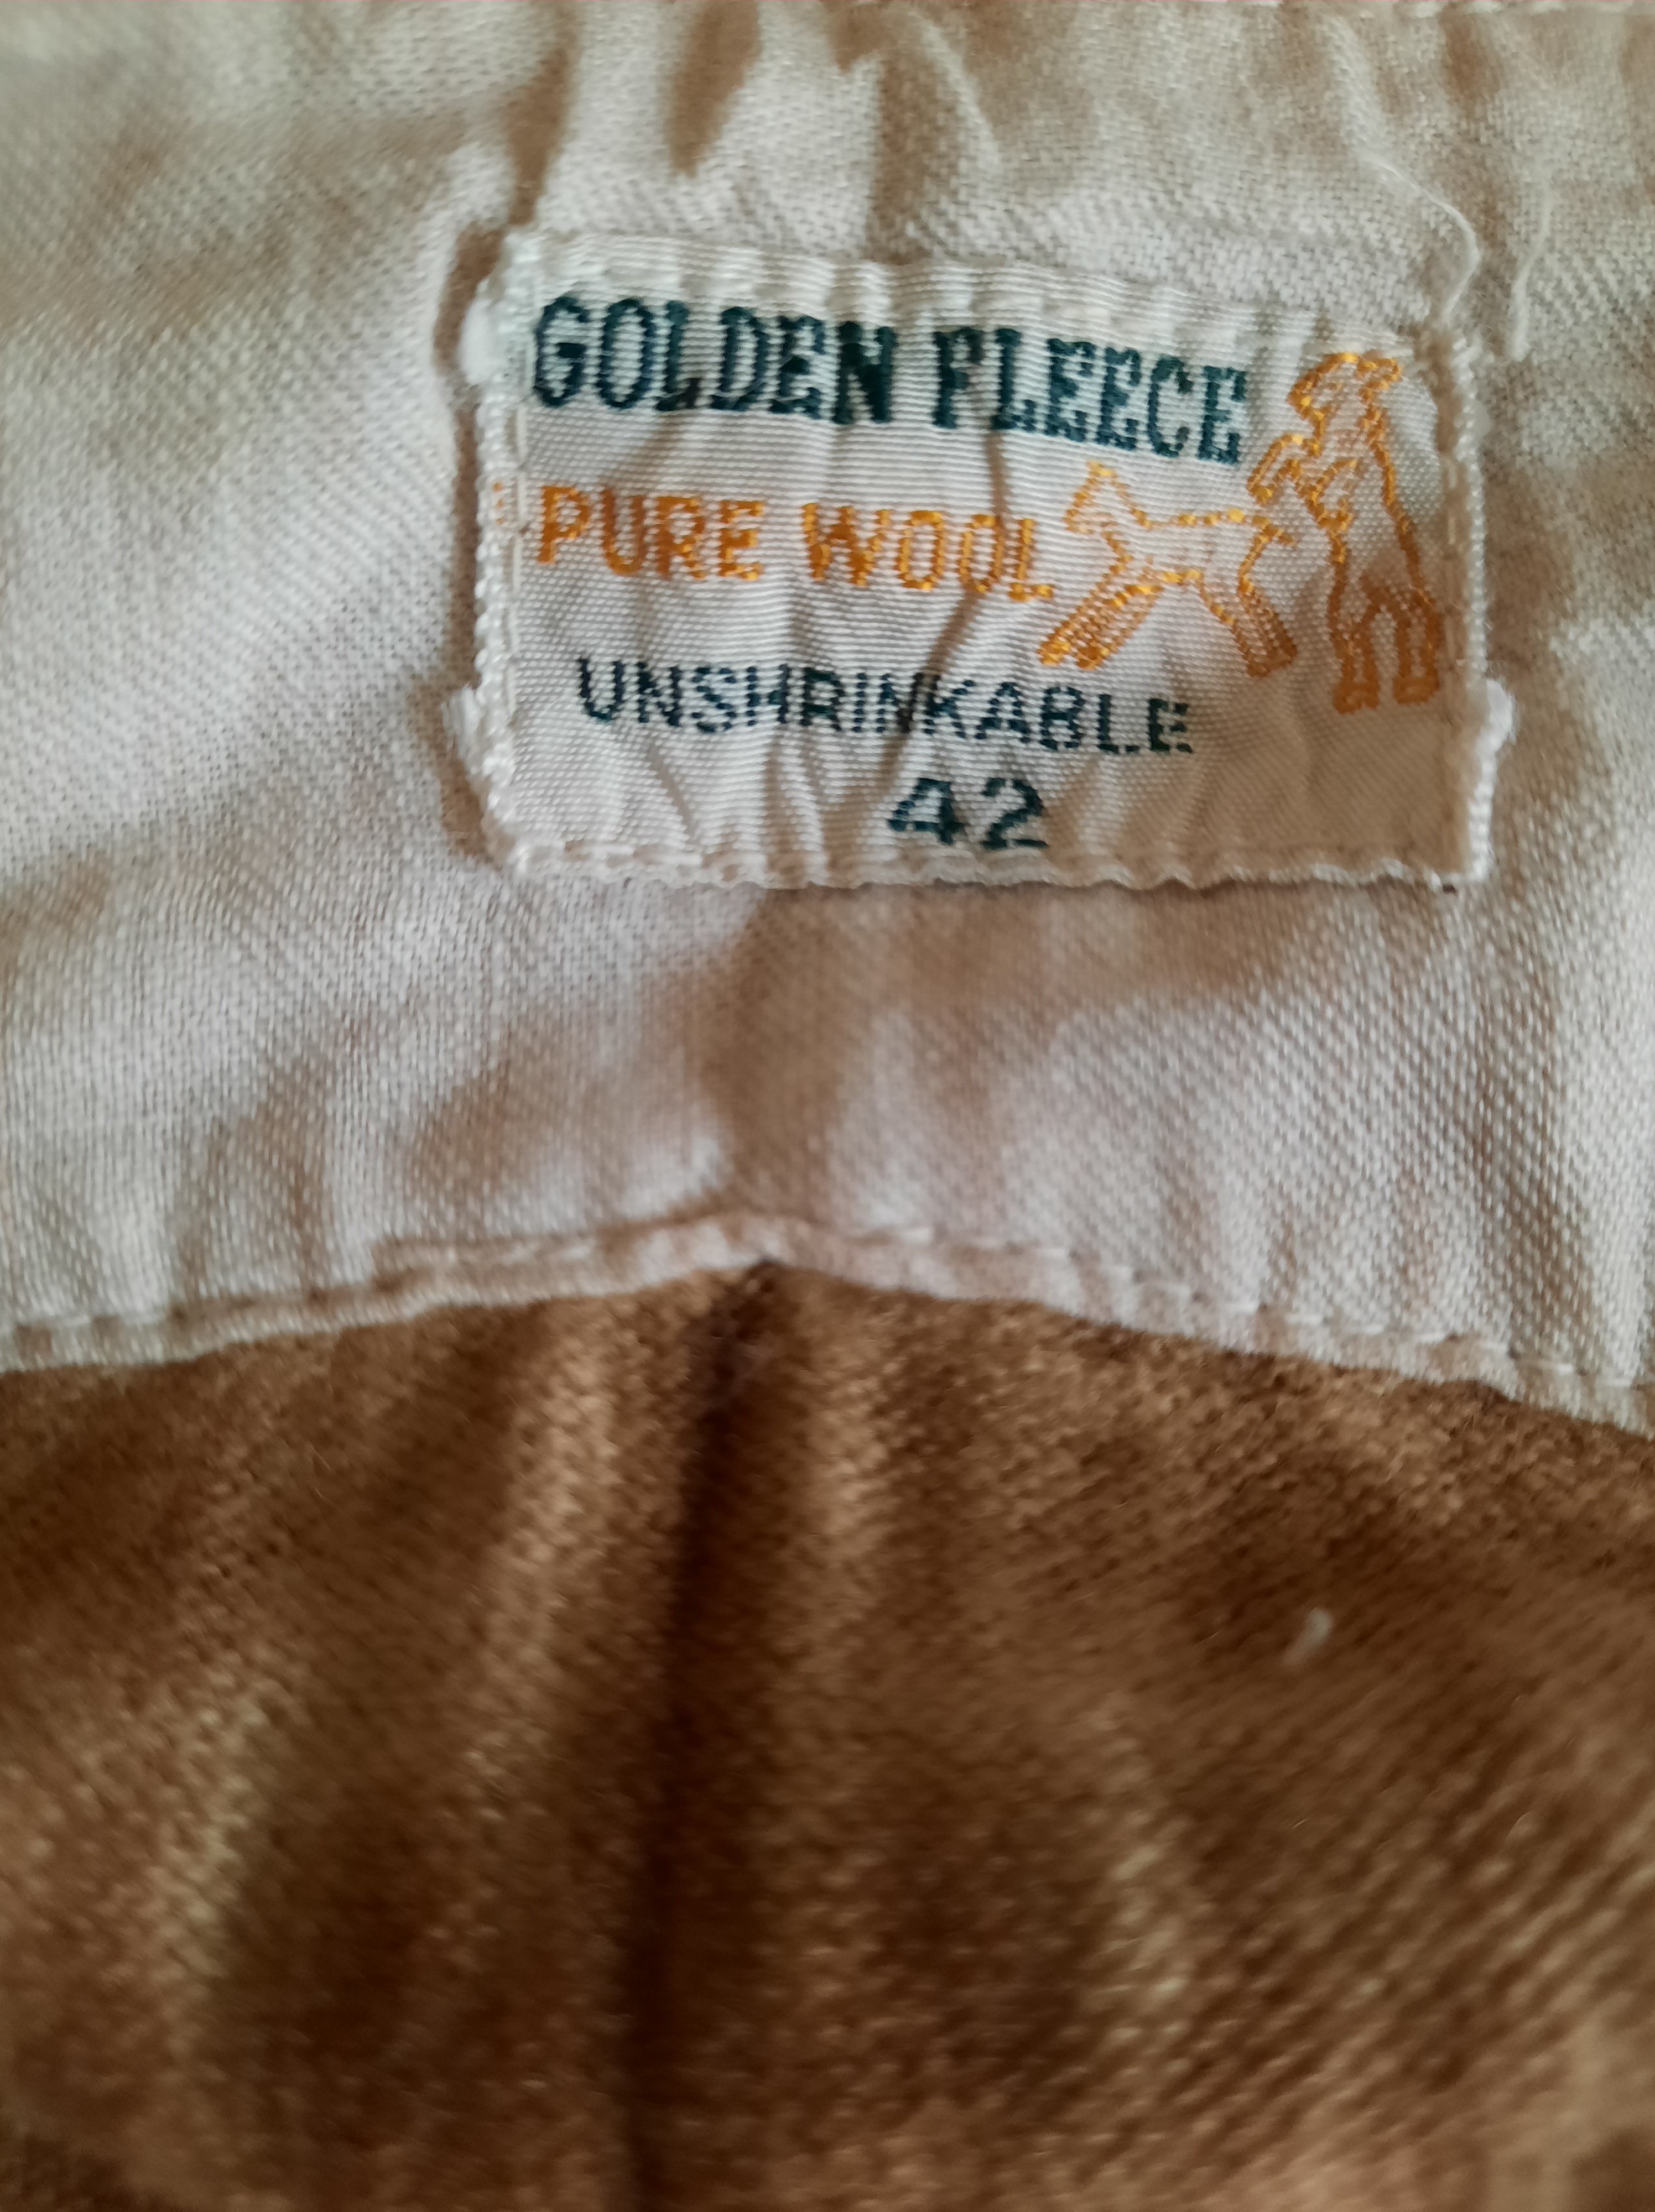 GOLDEN FLEECE
PURE WOOL
UNSHRINKABLE
42